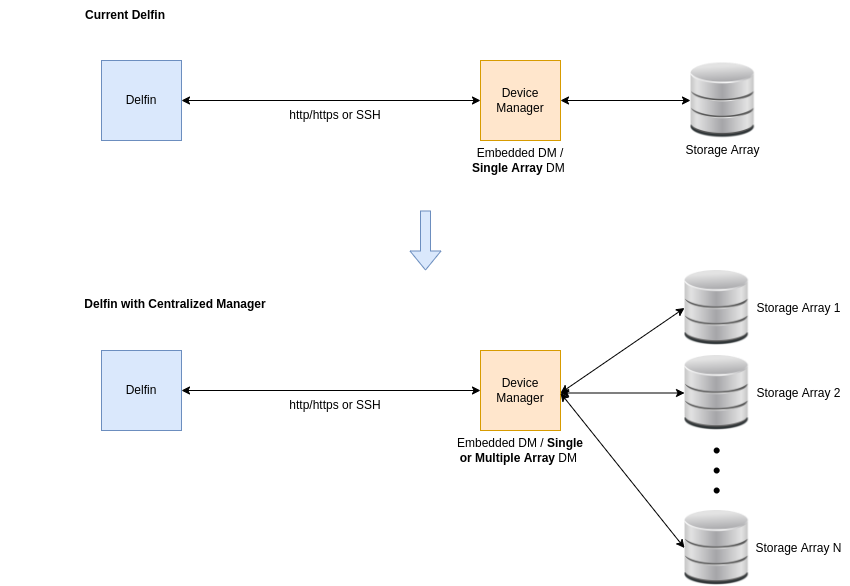 Current Delfin
Delfin
http/https or SSH
Device
Manager
Embedded DM /
Single Array DM
Storage Array
Delfin with Centralized Manager
Delfin
http/https or SSH
Device
Manager
Embedded DM / Single
or Multiple Array DM
Storage Array 1
Storage Array 2
Storage Array N